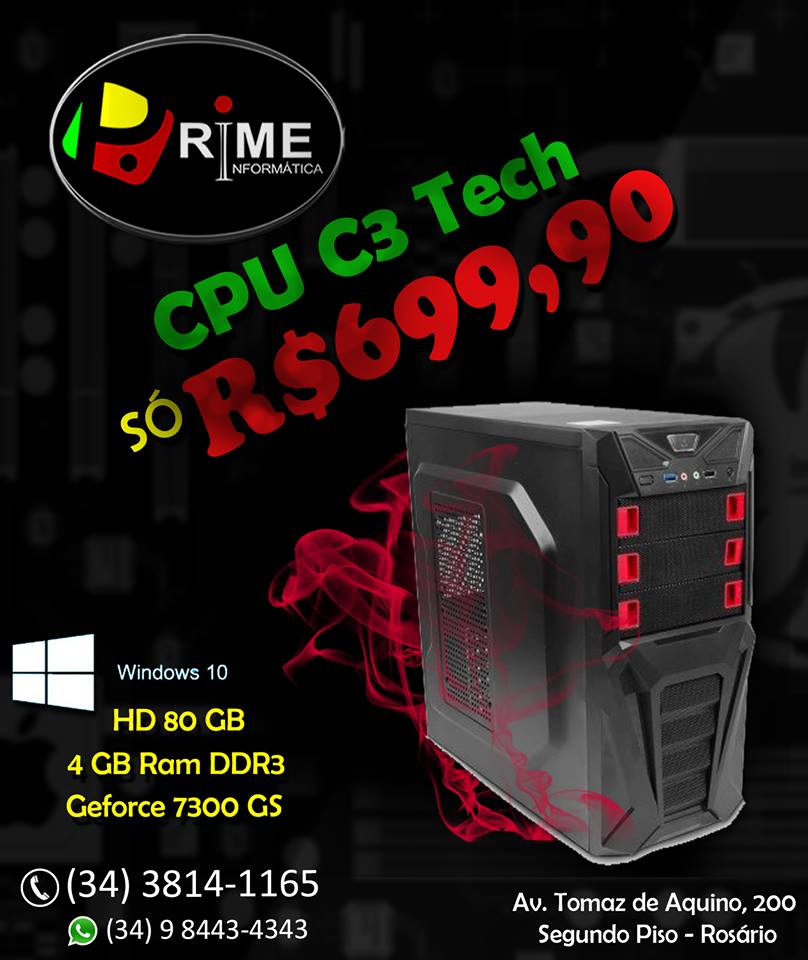 PRiME
INFORMÁTICA
CPU C3 Tech
SÓ R$699,90
Windows 10
HD 80 GB
4 GB Ram DDR3
Geforce 7300 GS
(34) 3814-1165
(34) 9 8443-4343
Av. Tomaz de Aquino, 200
Segundo Piso - Rosário